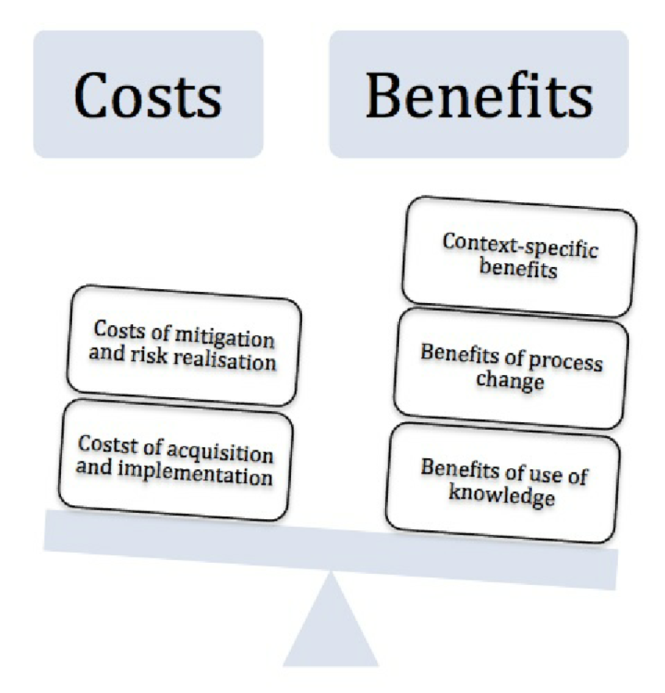 Costs
Benefits
Context-specific
benefits
Costs of mitigation
and risk realisation
Benefits of process
change
Costst of acquisition
and implementation
Benefits of use of
knowledge